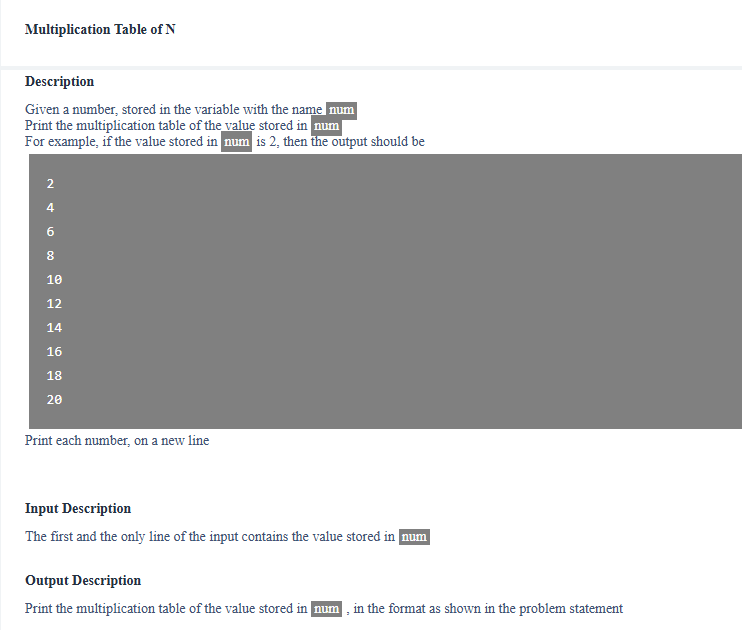 Multiplication Table of N
Description
Given a number, stored in the variable with the name num
Print the multiplication table of the value stored in num
For example, if the value stored in num is 2, then the output should be
2
4
6
8
10
12
14
16
18
20
Print each number, on a new line
Input Description
The first and the only line of the input contains the value stored in num
Output Description
Print the multiplication table of the value stored in num , in the format as shown in the problem statement